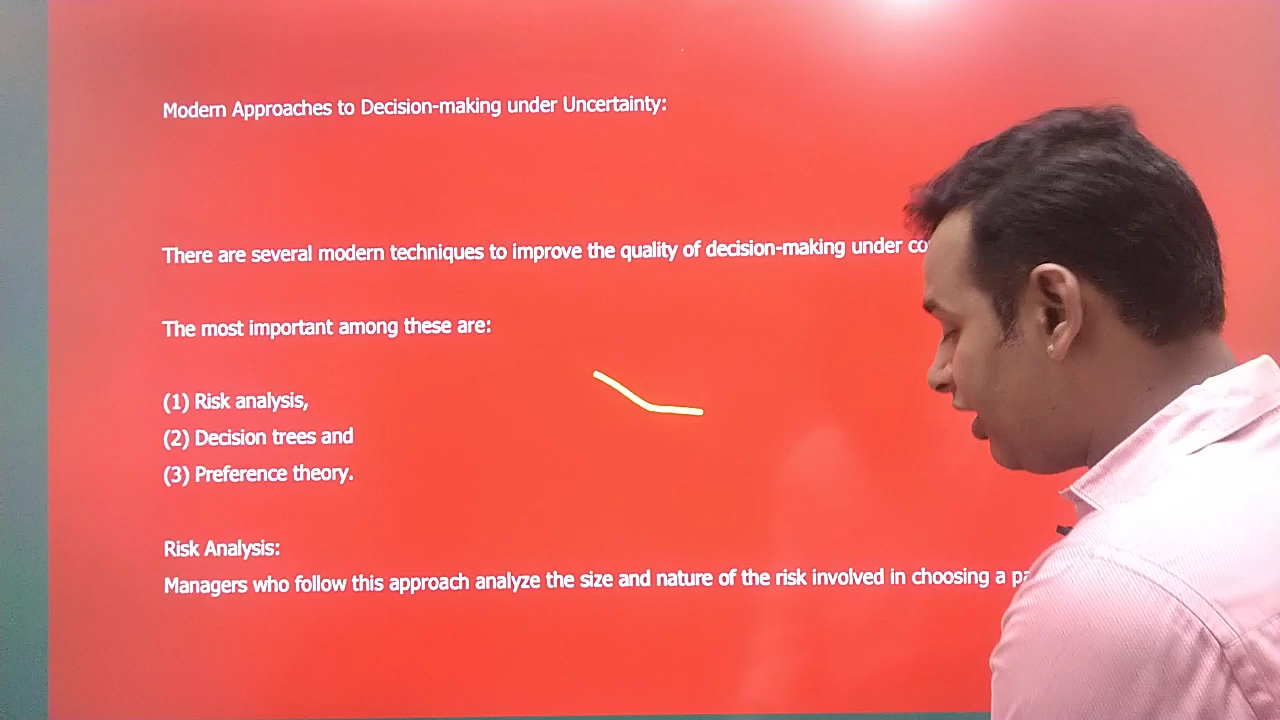 Modern Approaches to Decision-making under Uncertainty:
There are several modern techniques to improve the quality of decision-making under
The most important among these are:
(1) Risk analysis,
(2) Decision trees and
(3) Preference theory.
Risk Analysis:
Managers who follow this approach analyze the size and nature of the risk involved in choosing a